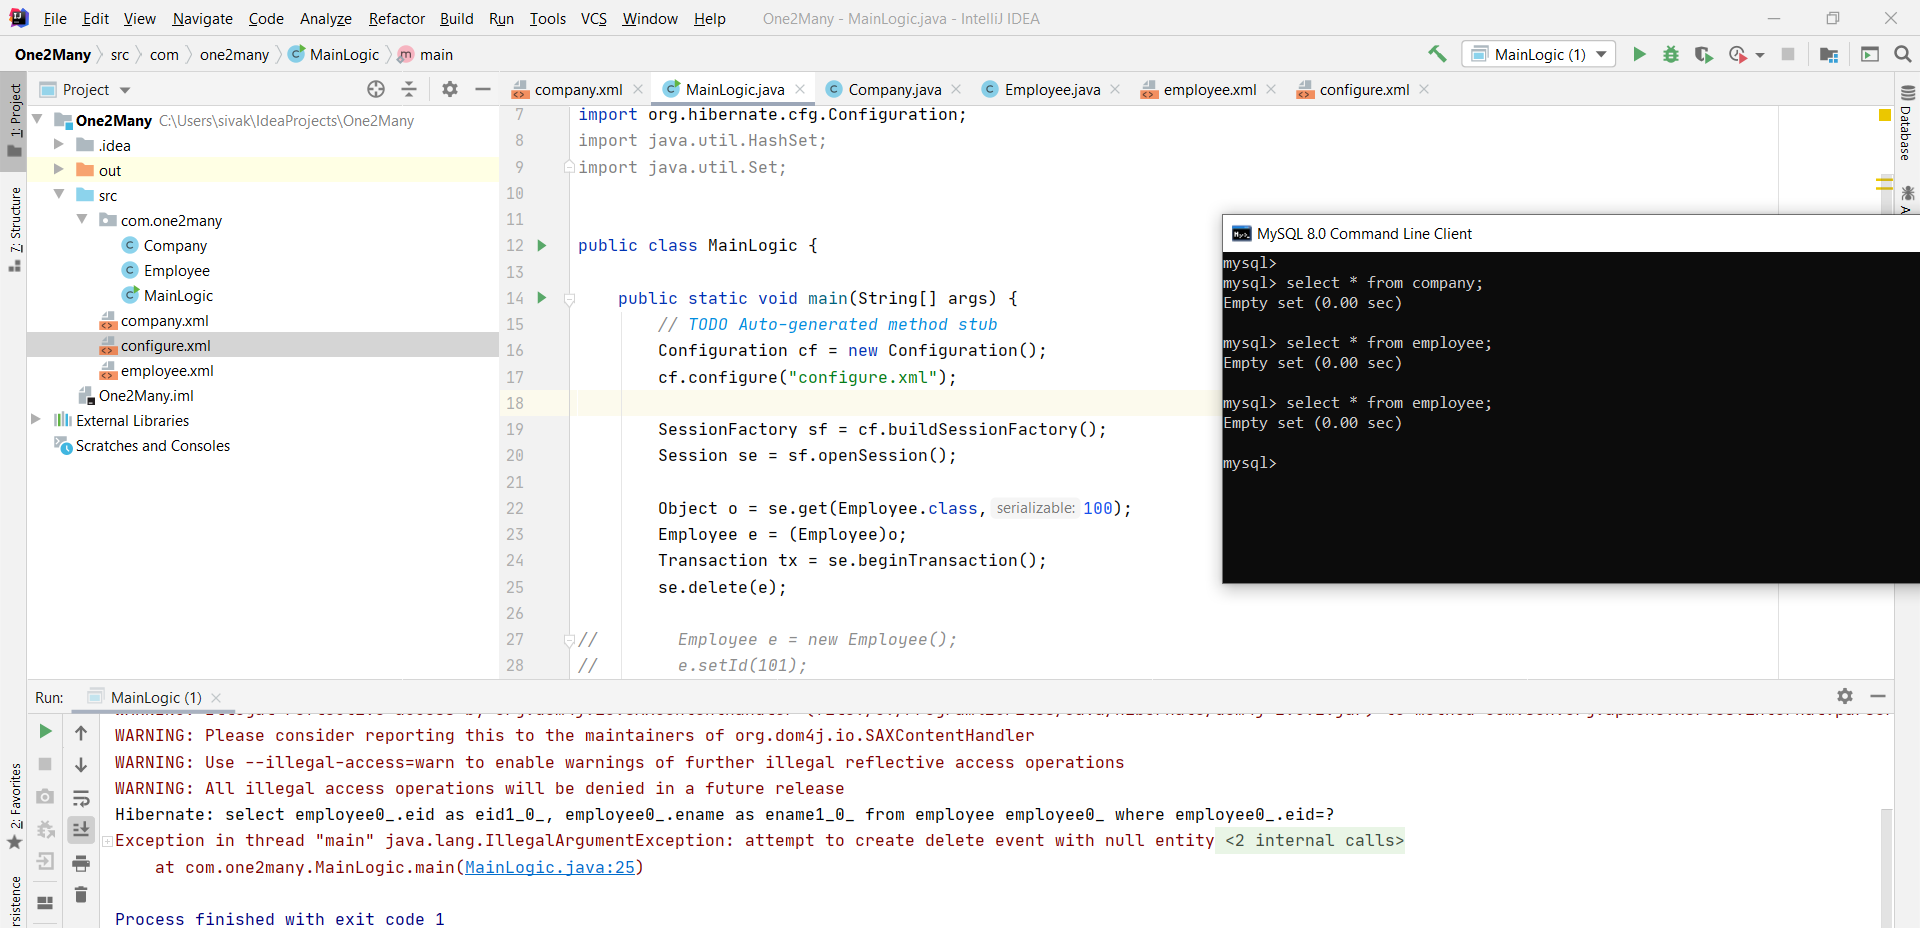 File Edit View Navigate Code Analyze Refactor Build Run Tools VCS Window Help One2Many - MainLogic.java - IntelliJ IDEA
One2Many src com one2many MainLogic main
MainLogic (1)
Project
company.xml MainLogic.java Company.java Employee.java employee.xml configure.xml
1: Project
7: Structure
2: Favorites
Database
One2Many C:\Users\sivak\IdeaProjects\One2Many
.idea
out
src
com.one2many
Company
Employee
MainLogic
company.xml
configure.xml
employee.xml
One2Many.iml
External Libraries
Scratches and Consoles
7 import org.hibernate.cfg.Configuration;
8 import java.util.HashSet;
9 import java.util.Set;
10
11
12 public class MainLogic {
13
14 public static void main(String[] args) {
15 // TODO Auto-generated method stub
16 Configuration cf = new Configuration();
17 cf.configure("configure.xml");
18
19 SessionFactory sf = cf.buildSessionFactory();
20 Session se = sf.openSession();
21
22 Object o = se.get(Employee.class, serializable: 100);
23 Employee e = (Employee)o;
24 Transaction tx = se.beginTransaction();
25 se.delete(e);
26
27 // Employee e = new Employee();
28 // e.setId(101);
MySQL 8.0 Command Line Client
mysql>
mysql> select * from company;
Empty set (0.00 sec)
mysql> select * from employee;
Empty set (0.00 sec)
mysql> select * from employee;
Empty set (0.00 sec)
mysql>
Run: MainLogic (1)
WARNING: Please consider reporting this to the maintainers of org.dom4j.io.SAXContentHandler
WARNING: Use --illegal-access=warn to enable warnings of further illegal reflective access operations
WARNING: All illegal access operations will be denied in a future release
Hibernate: select employee0_.eid as eid1_0_, employee0_.ename as ename1_0_ from employee employee0_ where employee0_.eid=?
Exception in thread "main" java.lang.IllegalArgumentException: attempt to create delete event with null entity <2 internal calls>
at com.one2many.MainLogic.main(MainLogic.java:25)
Process finished with exit code 1